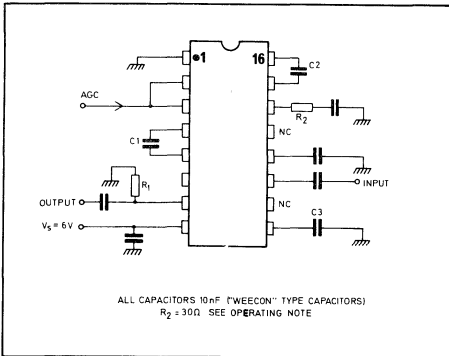 1
16
C2
AGC
R2
NC
C1
R1
INPUT
OUTPUT
NC
Vs = 6V
C3
ALL CAPACITORS 10nF ("WEECON" TYPE CAPACITORS)
R2 = 30Ω SEE OPERATING NOTE